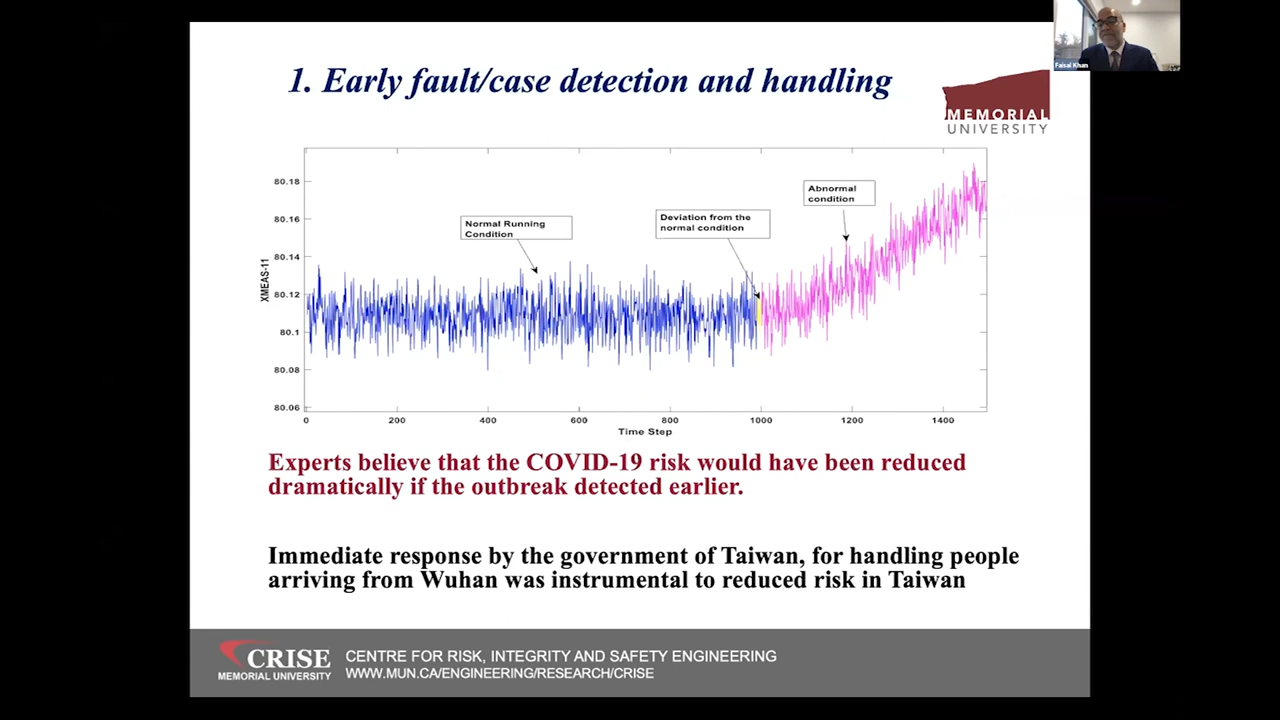 Faisal Khan
1. Early fault/case detection and handling
MEMORIAL
UNIVERSITY
80.18
80.16
80.14
80.12
80.1
80.08
80.06
XMEAS-11
Normal Running
Condition
Deviation from the
normal condition
Abnormal
condition
0 200 400 600 800 1000 1200 1400
Time Step
Experts believe that the COVID-19 risk would have been reduced
dramatically if the outbreak detected earlier.
Immediate response by the government of Taiwan, for handling people
arriving from Wuhan was instrumental to reduced risk in Taiwan
CRISE
MEMORIAL UNIVERSITY
CENTRE FOR RISK, INTEGRITY AND SAFETY ENGINEERING
WWW.MUN.CA/ENGINEERING/RESEARCH/CRISE